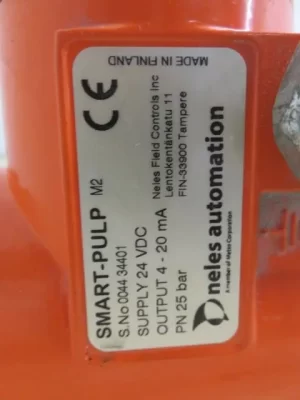 SMART-PULP M2
S.No 0044 34401
SUPPLY 24 VDC
OUTPUT 4 - 20 mA
PN 25 bar
CE
Neles Field Controls Inc
Lentokentänkatu 11
FIN-33900 Tampere
MADE IN FINLAND
neles automation
A member of Metso Corporation